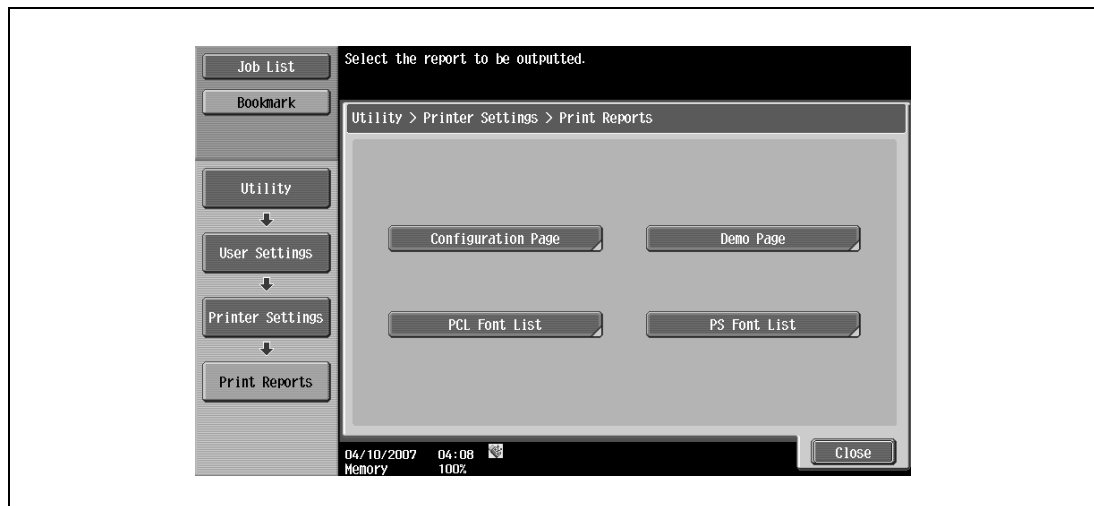 Job List
Bookmark
Utility
User Settings
Printer Settings
Print Reports
Select the report to be outputted.
Utility > Printer Settings > Print Reports
Configuration Page
Demo Page
PCL Font List
PS Font List
04/10/2007 04:08
Memory 100%
Close